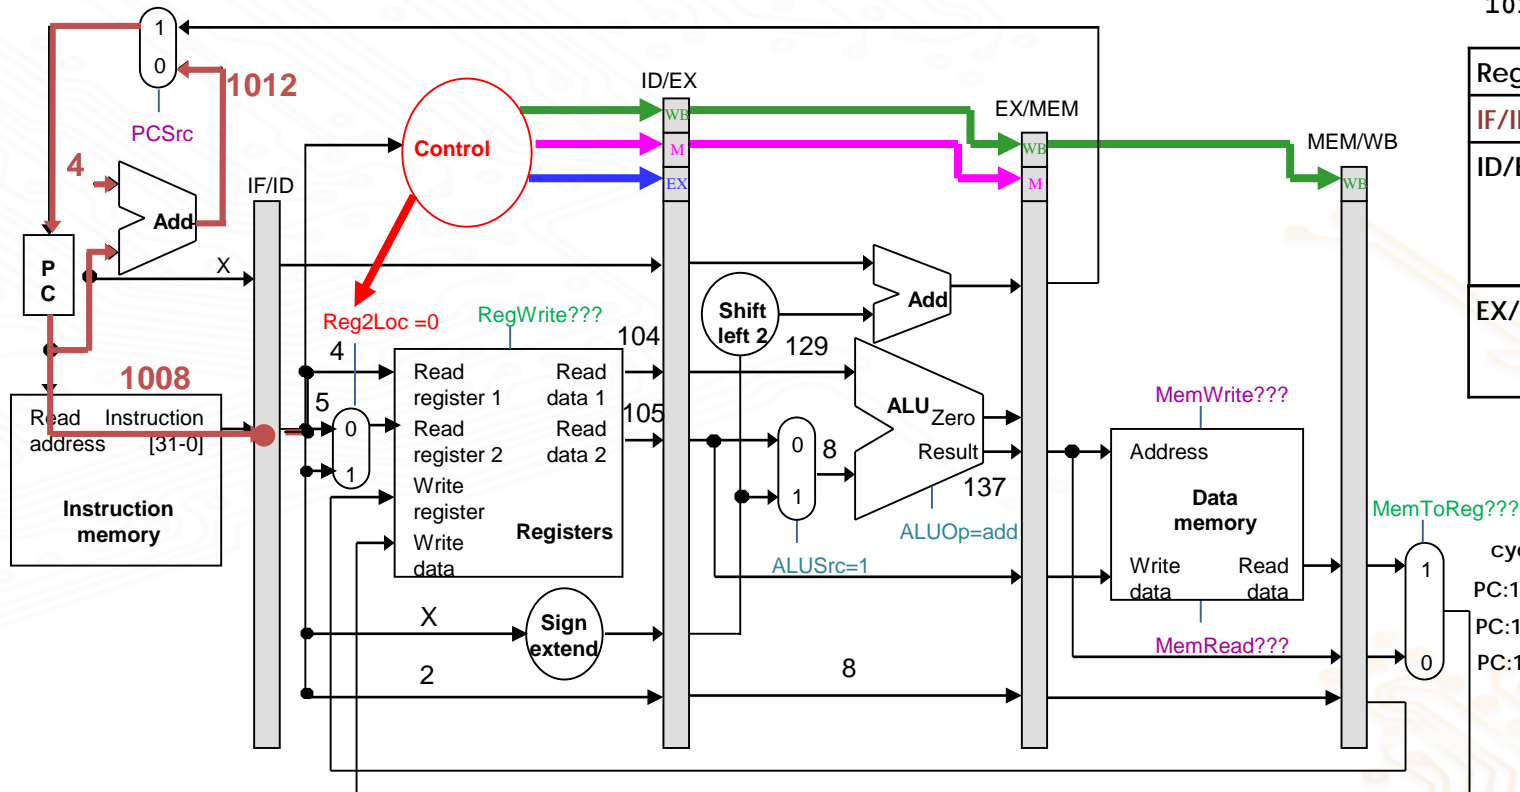 1
0
1012
PCSrc
4
Add
P
C
X
IF/ID
Control
ID/EX
WB
M
EX
EX/MEM
WB
M
MEM/WB
WB
Reg
IF/I
ID/E
EX/
Reg2Loc =0
RegWrite???
Shift
left 2
Add
1008
Read
address
Instruction
[31-0]
Instruction
memory
4
5
0
1
Read
register 1
Read
data 1
Read
register 2
Read
data 2
Write
register
Write
data
Registers
104
105
129
0
1
8
ALU
Zero
Result
137
ALUOp=add
ALUSrc=1
MemWrite???
Address
Data
memory
Write
data
Read
data
MemRead???
MemToReg???
1
0
cyc
PC:1
PC:1
PC:1
X
Sign
extend
2
8